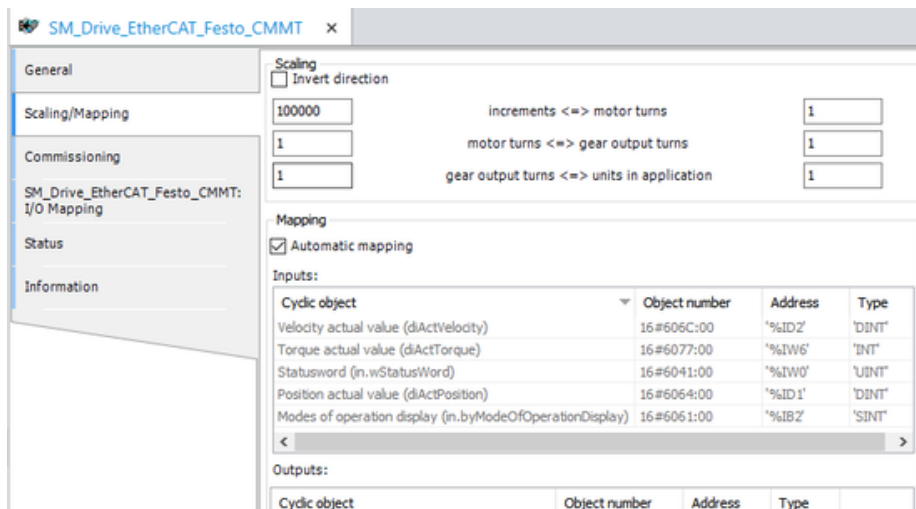 SM_Drive_EtherCAT_Festo_CMMT ×
General
Scaling/Mapping
Commissioning
SM_Drive_EtherCAT_Festo_CMMT:
I/O Mapping
Status
Information
Scaling
Invert direction
100000 increments <=> motor turns 1
1 motor turns <=> gear output turns 1
1 gear output turns <=> units in application 1
Mapping
Automatic mapping
Inputs:
Cyclic object Object number Address Type
Velocity actual value (diActVelocity) 16#606C:00 '%ID2' 'DINT'
Torque actual value (diActTorque) 16#6077:00 '%IW6' 'INT'
Statusword (in.wStatusWord) 16#6041:00 '%IW0' 'UINT'
Position actual value (diActPosition) 16#6064:00 '%ID1' 'DINT'
Modes of operation display (in.byModeOfOperationDisplay) 16#6061:00 '%IB2' 'SINT'
Outputs:
Cyclic object Object number Address Type